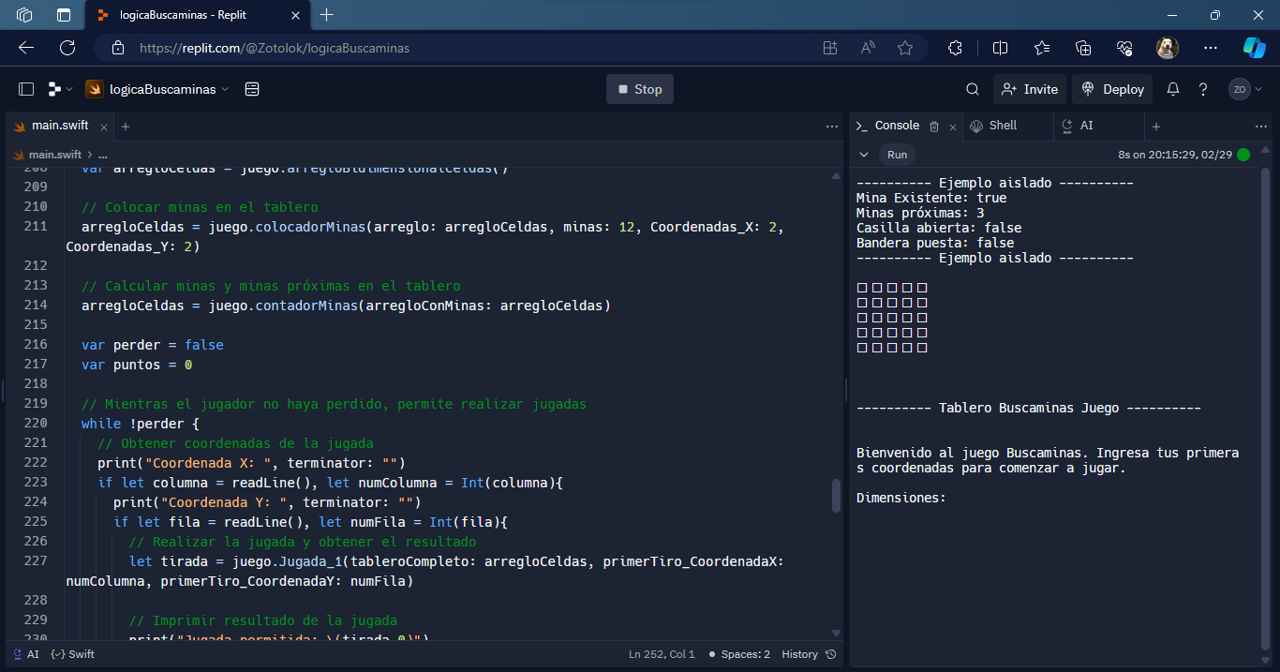 logicaBuscaminas - Replit
https://replit.com/@Zotolok/logicaBuscaminas
logicaBuscaminas
Stop
Invite
Deploy
ZO
main.swift
main.swift > ...
208 var arregloCeldas = juego.arregloBidimensionalCeldas()
209
210 // Colocar minas en el tablero
211 arregloCeldas = juego.colocadorMinas(arreglo: arregloCeldas, minas: 12, Coordenadas_X: 2,
Coordenadas_Y: 2)
212
213 // Calcular minas y minas próximas en el tablero
214 arregloCeldas = juego.contadorMinas(arregloConMinas: arregloCeldas)
215
216 var perder = false
217 var puntos = 0
218
219 // Mientras el jugador no haya perdido, permite realizar jugadas
220 while !perder {
221 // Obtener coordenadas de la jugada
222 print("Coordenada X: ", terminator: "")
223 if let columna = readLine(), let numColumna = Int(columna){
224 print("Coordenada Y: ", terminator: "")
225 if let fila = readLine(), let numFila = Int(fila){
226 // Realizar la jugada y obtener el resultado
227 let tirada = juego.Jugada_1(tableroCompleto: arregloCeldas, primerTiro_CoordenadaX:
numColumna, primerTiro_CoordenadaY: numFila)
228
229 // Imprimir resultado de la jugada
230 print("Jugada permitida: \(tirada.0)")
AI
Swift
Ln 252, Col 1
Spaces: 2
History
Console
Shell
AI
Run
8s on 20:15:29, 02/29
---------- Ejemplo aislado ----------
Mina Existente: true
Minas próximas: 3
Casilla abierta: false
Bandera puesta: false
---------- Ejemplo aislado ----------
□ □ □ □ □
□ □ □ □ □
□ □ □ □ □
□ □ □ □ □
□ □ □ □ □
---------- Tablero Buscaminas Juego ----------
Bienvenido al juego Buscaminas. Ingresa tus primera
s coordenadas para comenzar a jugar.
Dimensiones: